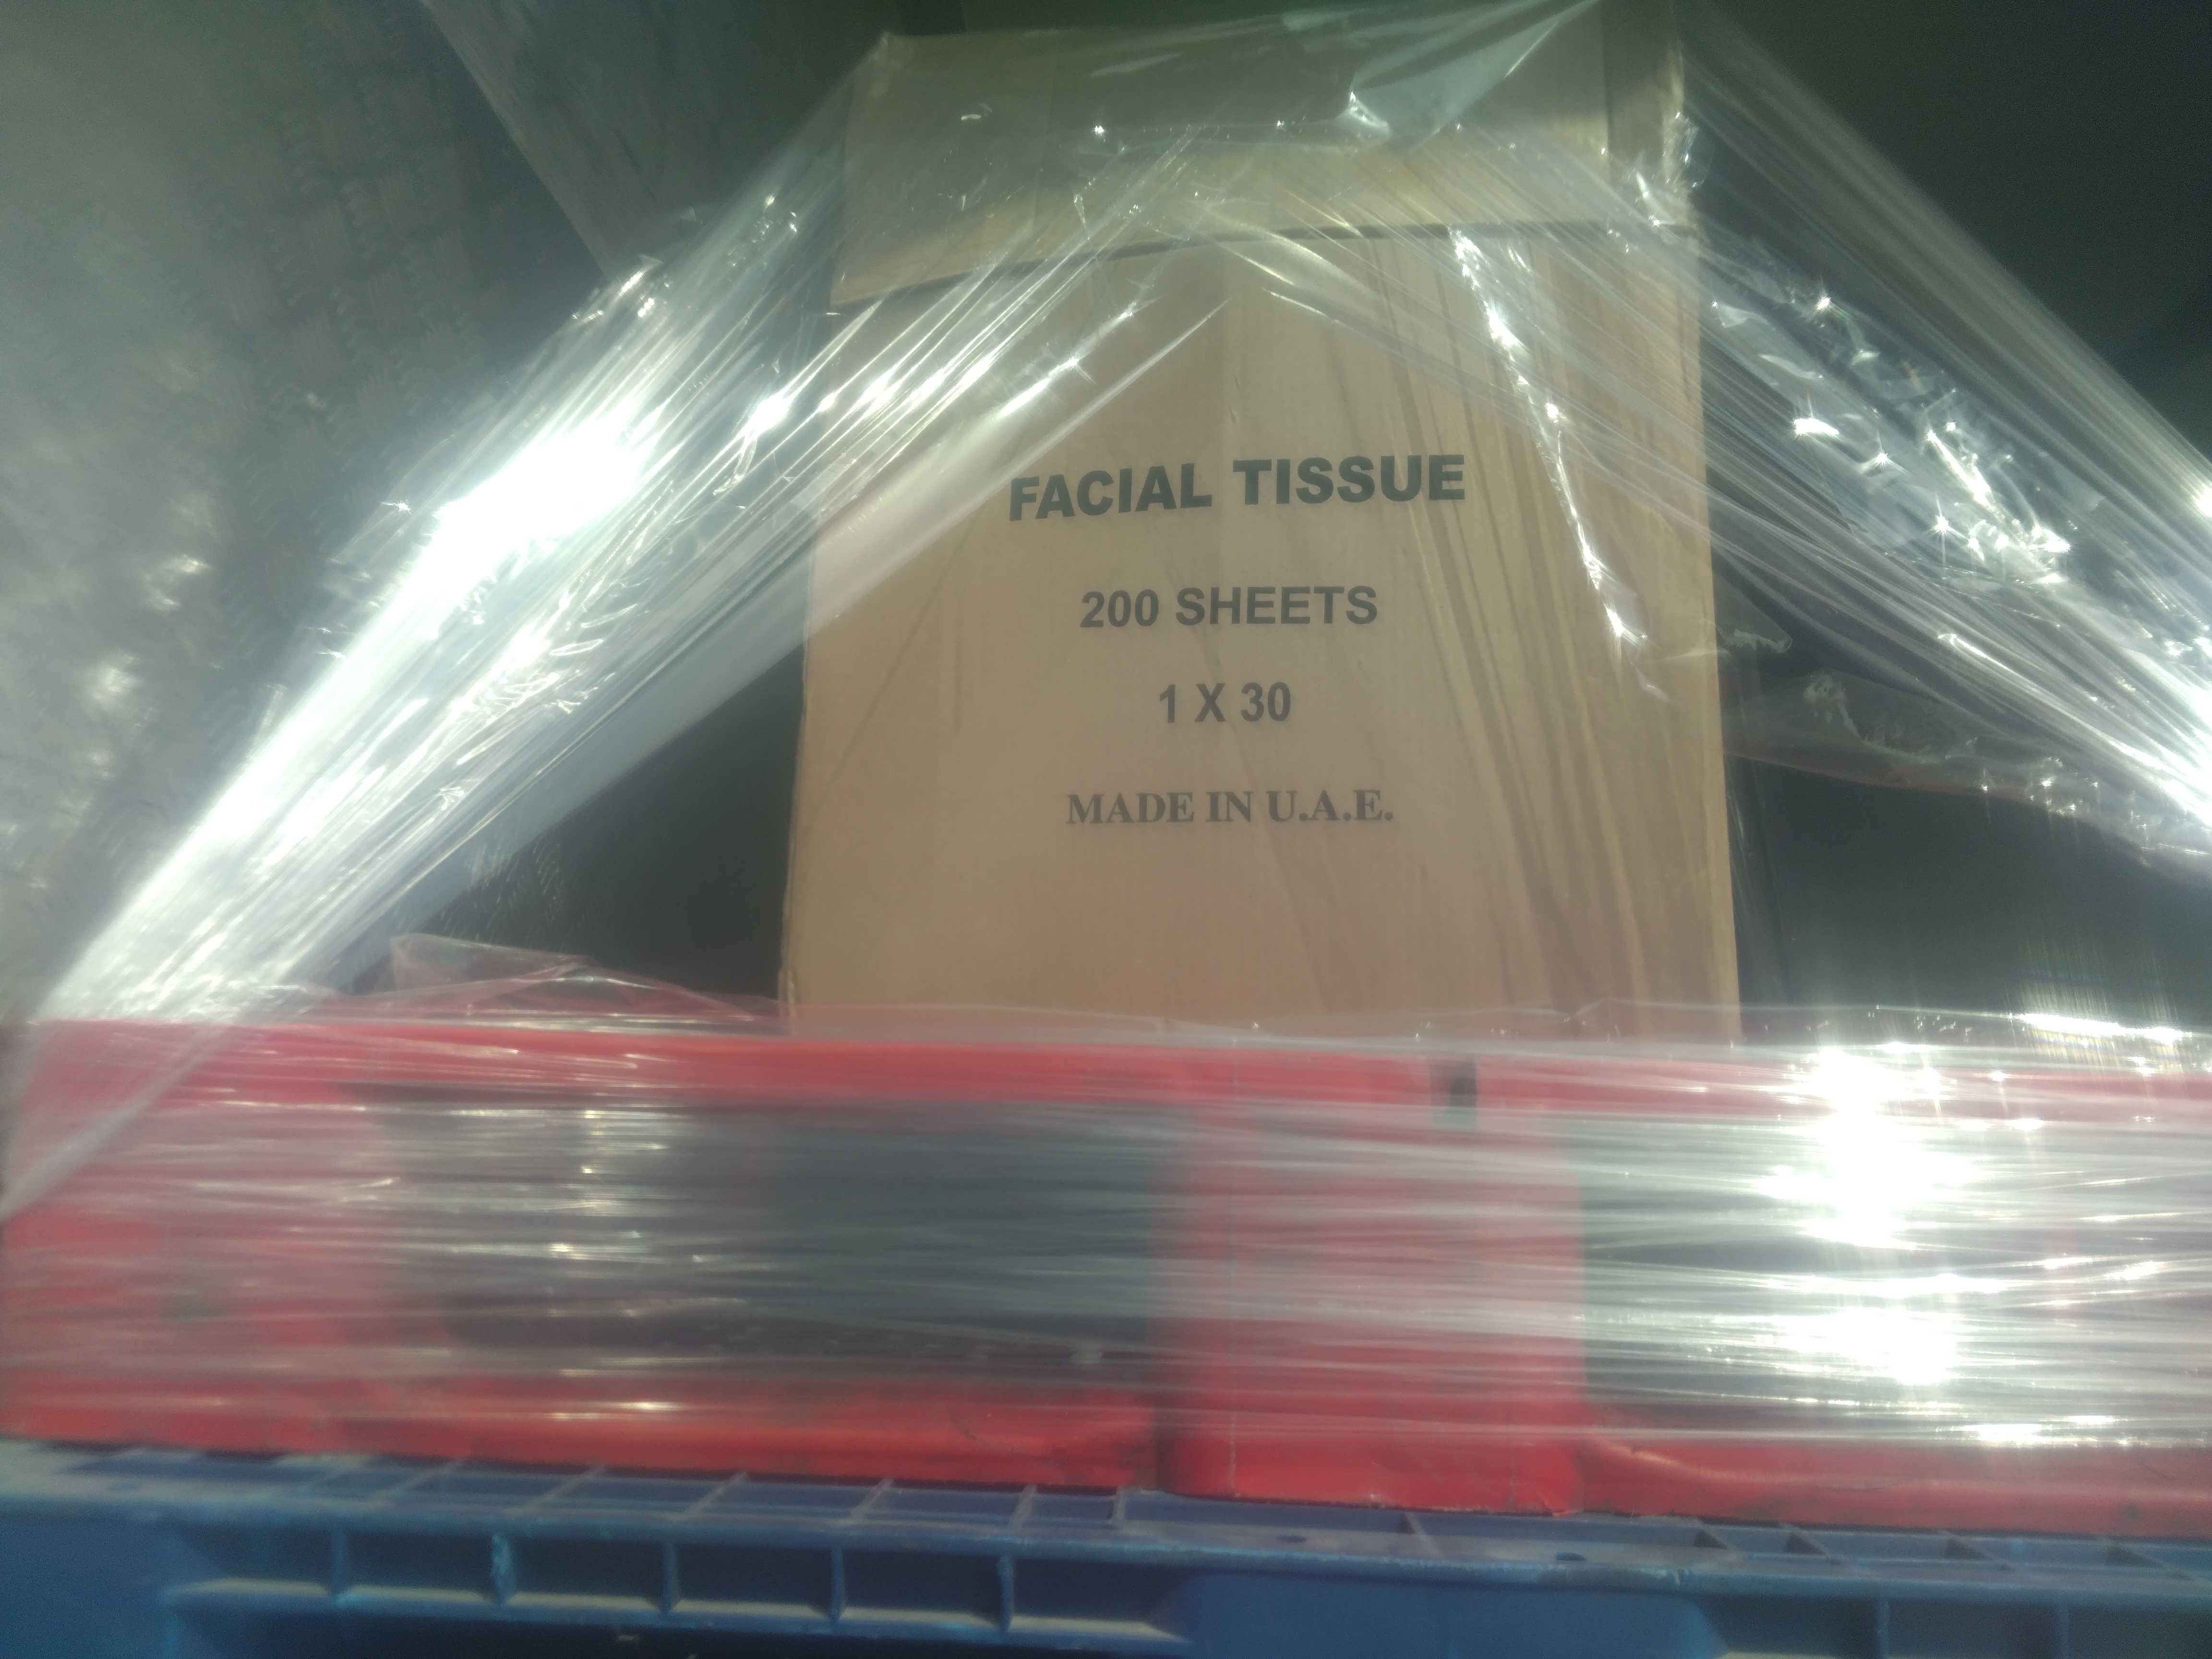 FACIAL TISSUE
200 SHEETS
1 X 30
MADE IN U.A.E.